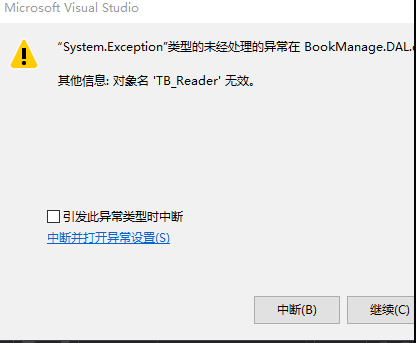 Microsoft Visual Studio
“System.Exception”类型的未经处理的异常在 BookManage.DAL.
其他信息: 对象名 'TB_Reader' 无效。
引发此异常类型时中断
中断并打开异常设置(S)
中断(B)
继续(C)